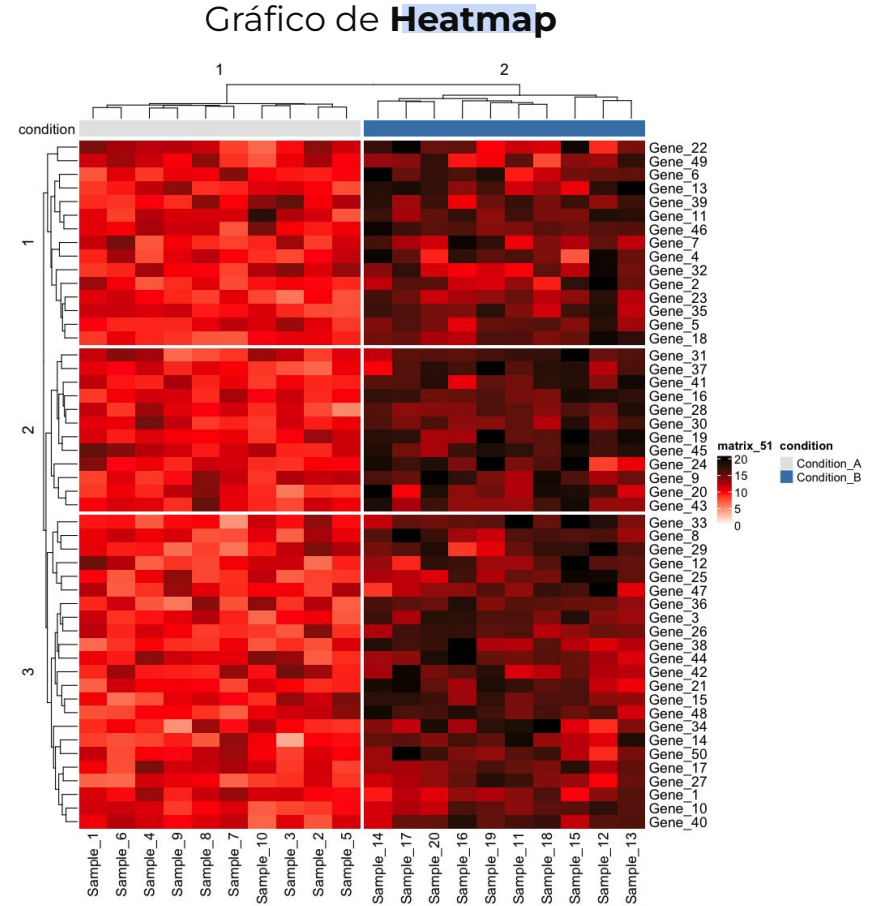 Gráfico de Heatmap
1 2
condition
Gene_22
Gene_49
Gene_6
Gene_13
Gene_39
Gene_11
Gene_46
Gene_7
Gene_4
Gene_32
Gene_2
Gene_23
Gene_35
Gene_5
Gene_18
1
Gene_31
Gene_37
Gene_41
Gene_16
Gene_28
Gene_30
Gene_19
Gene_45
Gene_24
Gene_9
Gene_20
Gene_43
2
Gene_33
Gene_8
Gene_29
Gene_12
Gene_25
Gene_47
Gene_36
Gene_3
Gene_26
Gene_38
Gene_44
Gene_42
Gene_21
Gene_15
Gene_48
Gene_34
Gene_14
Gene_50
Gene_17
Gene_27
Gene_1
Gene_10
Gene_40
3
matrix_51
20
15
10
5
0
condition
Condition_A
Condition_B
Sample_1
Sample_6
Sample_4
Sample_9
Sample_8
Sample_7
Sample_10
Sample_3
Sample_2
Sample_5
Sample_14
Sample_17
Sample_20
Sample_16
Sample_19
Sample_11
Sample_18
Sample_15
Sample_12
Sample_13